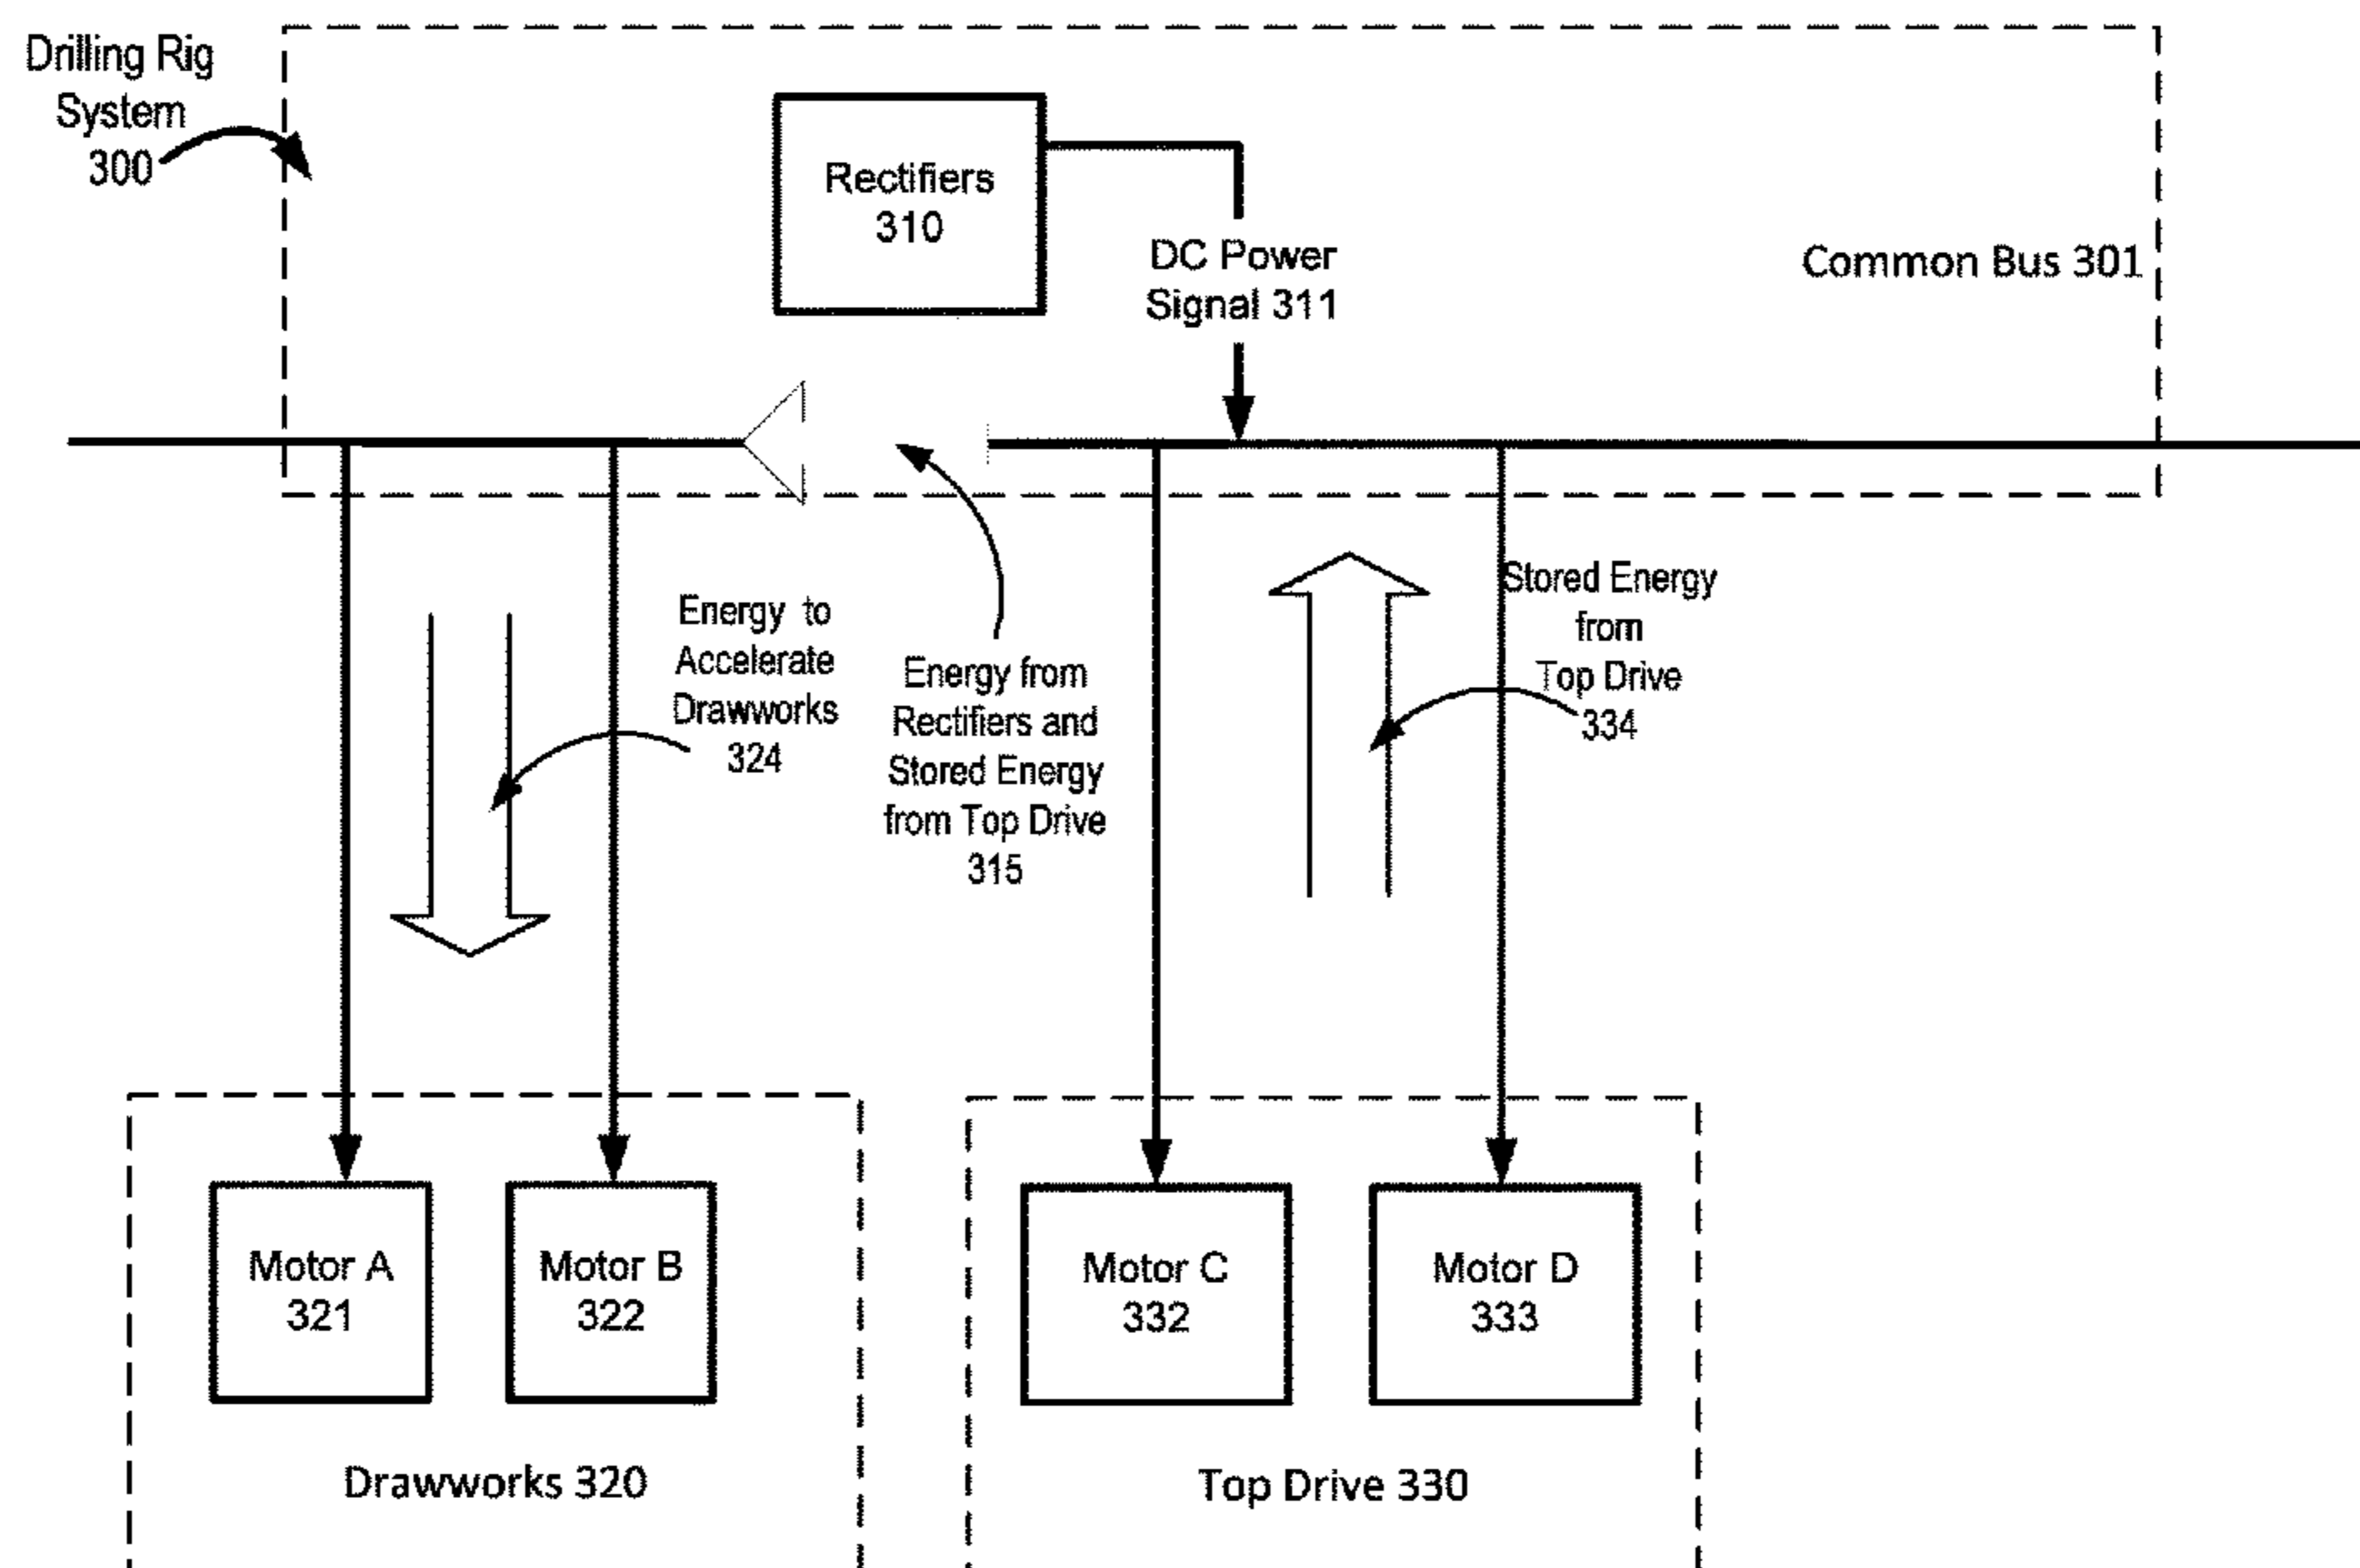 Drilling Rig
System
300
Rectifiers
310
DC Power
Signal 311
Common Bus 301
Energy to
Accelerate
Drawworks
324
Energy from
Rectifiers and
Stored Energy
from Top Drive
315
Stored Energy
from
Top Drive
334
Motor A
321
Motor B
322
Motor C
332
Motor D
333
Drawworks 320
Top Drive 330